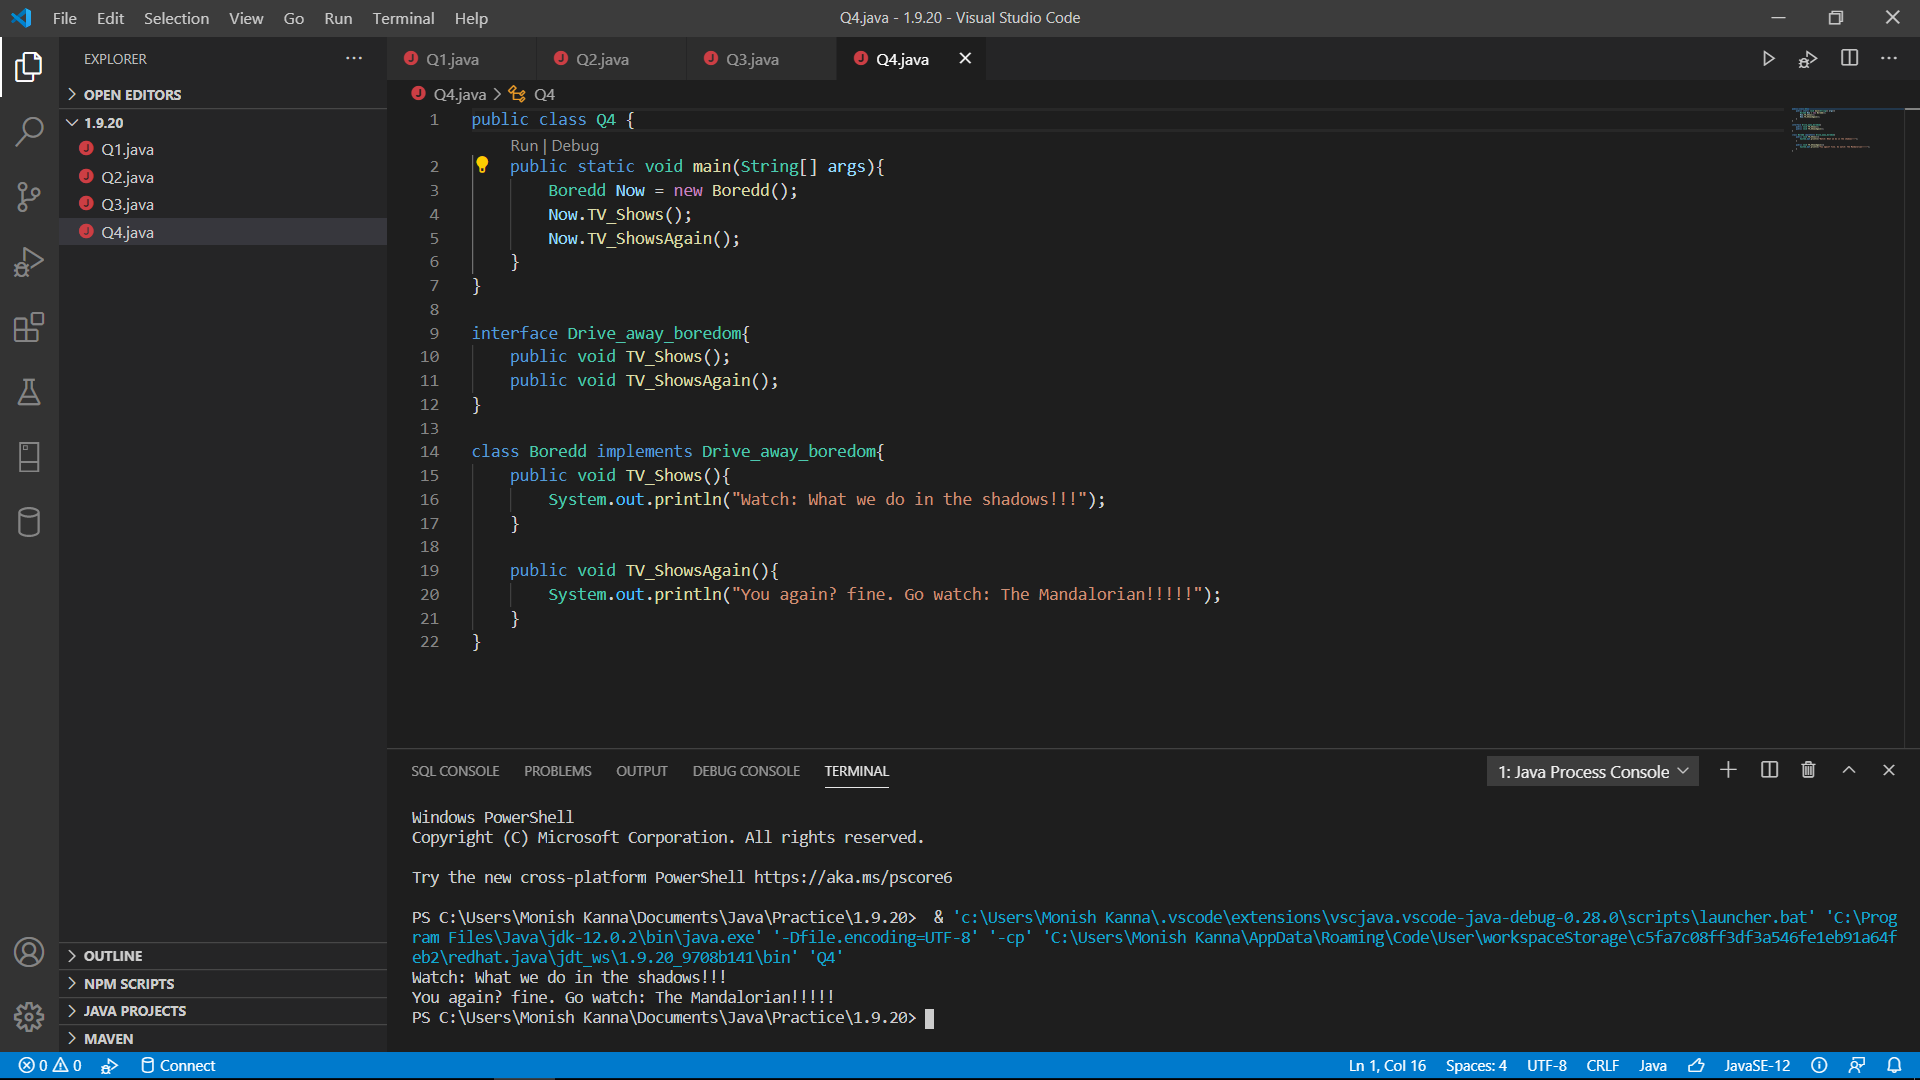 File Edit Selection View Go Run Terminal Help
Q4.java - 1.9.20 - Visual Studio Code
EXPLORER
OPEN EDITORS
1.9.20
Q1.java
Q2.java
Q3.java
Q4.java
OUTLINE
NPM SCRIPTS
JAVA PROJECTS
MAVEN
Q1.java Q2.java Q3.java Q4.java
Q4.java > Q4
1 public class Q4 {
Run | Debug
2 public static void main(String[] args){
3 Boredd Now = new Boredd();
4 Now.TV_Shows();
5 Now.TV_ShowsAgain();
6 }
7 }
8
9 interface Drive_away_boredom{
10 public void TV_Shows();
11 public void TV_ShowsAgain();
12 }
13
14 class Boredd implements Drive_away_boredom{
15 public void TV_Shows(){
16 System.out.println("Watch: What we do in the shadows!!!");
17 }
18
19 public void TV_ShowsAgain(){
20 System.out.println("You again? fine. Go watch: The Mandalorian!!!!!");
21 }
22 }
SQL CONSOLE PROBLEMS OUTPUT DEBUG CONSOLE TERMINAL
1: Java Process Console
Windows PowerShell
Copyright (C) Microsoft Corporation. All rights reserved.
Try the new cross-platform PowerShell https://aka.ms/pscore6
PS C:\Users\Monish Kanna\Documents\Java\Practice\1.9.20> & 'c:\Users\Monish Kanna\.vscode\extensions\vscjava.vscode-java-debug-0.28.0\scripts\launcher.bat' 'C:\Prog
ram Files\Java\jdk-12.0.2\bin\java.exe' '-Dfile.encoding=UTF-8' '-cp' 'C:\Users\Monish Kanna\AppData\Roaming\Code\User\workspaceStorage\c5fa7c08ff3df3a546fe1eb91a64f
eb2\redhat.java\jdt_ws\1.9.20_9708b141\bin' 'Q4'
Watch: What we do in the shadows!!!
You again? fine. Go watch: The Mandalorian!!!!!
PS C:\Users\Monish Kanna\Documents\Java\Practice\1.9.20>
0 0 Connect
Ln 1, Col 16 Spaces: 4 UTF-8 CRLF Java JavaSE-12